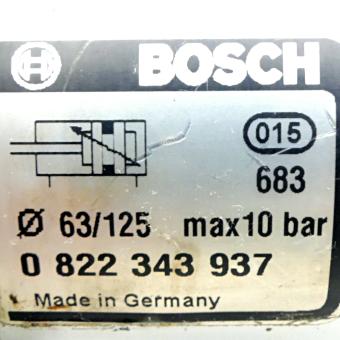 BOSCH
015
683
Ø 63/125 max10 bar
0 822 343 937
Made in Germany